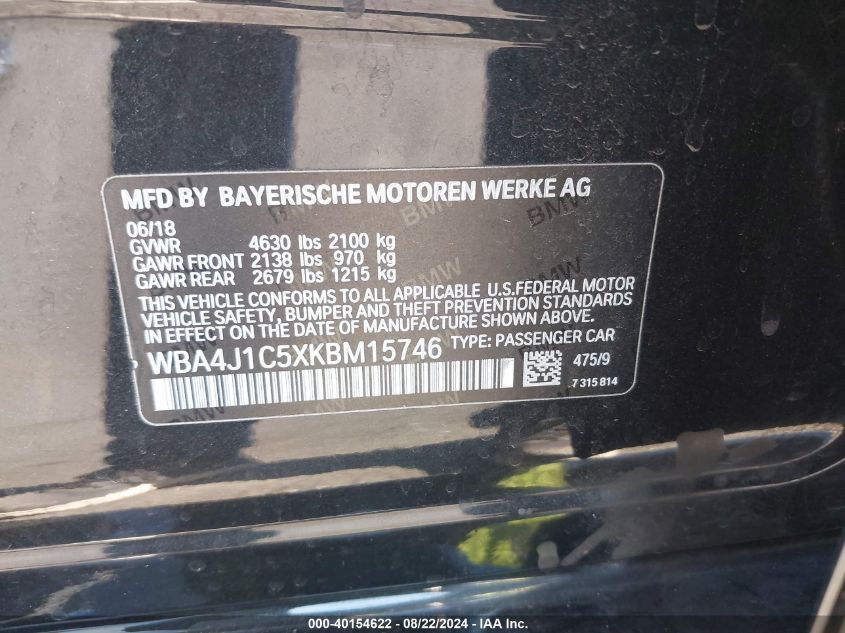 MFD BY BAYERISCHE MOTOREN WERKE AG
06/18
GVWR 4630 lbs 2100 kg
GAWR FRONT 2138 lbs 970 kg
GAWR REAR 2679 lbs 1215 kg
THIS VEHICLE CONFORMS TO ALL APPLICABLE U.S.FEDERAL MOTOR
VEHICLE SAFETY, BUMPER AND THEFT PREVENTION STANDARDS
IN EFFECT ON THE DATE OF MANUFACTURE SHOWN ABOVE.
WBA4J1C5XKBM15746 TYPE: PASSENGER CAR
475/9
7 315 814
000-40154622 - 08/22/2024 - IAA Inc.